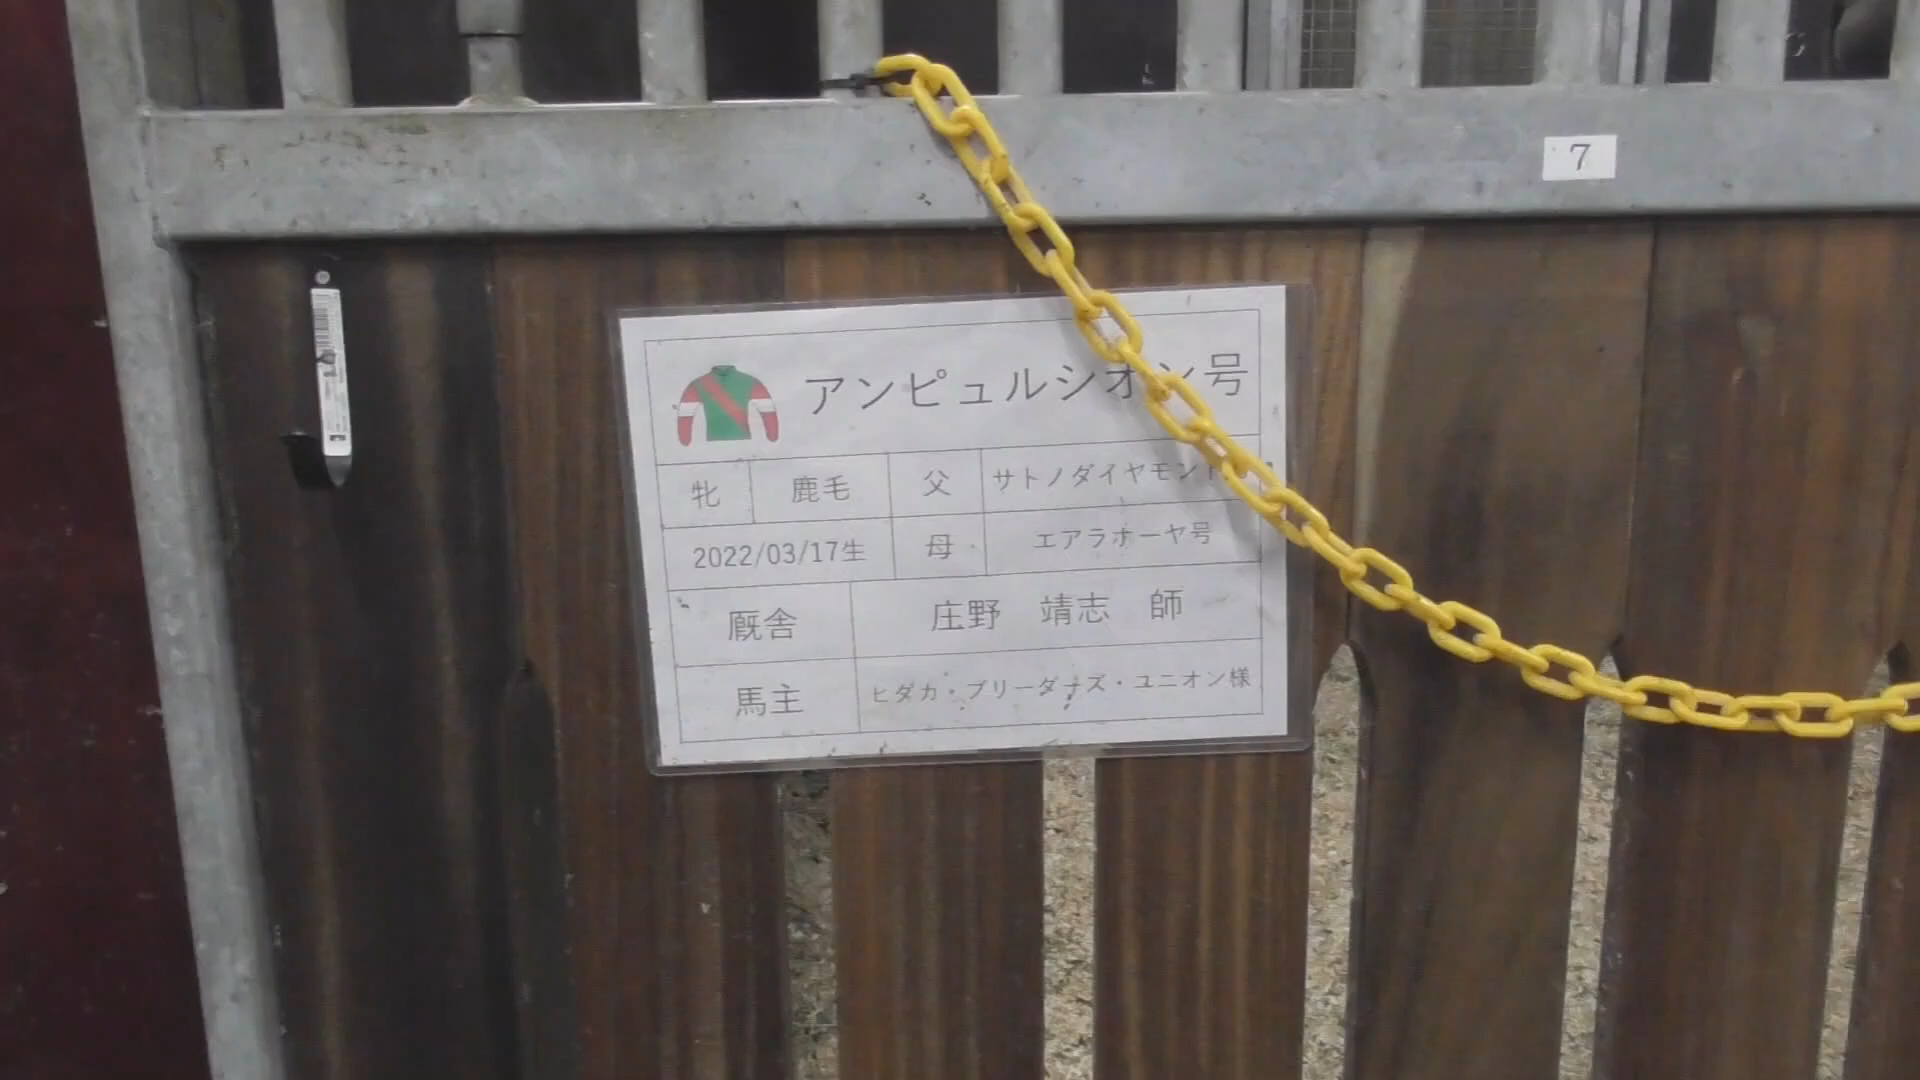 7
アンピュルシオン号
牝 鹿毛 父 サトノダイヤモンド
2022/03/17生 母 エアラホーヤ号
厩舎 庄野 靖志 師
馬主 ヒダカ・ブリーダーズ・ユニオン様